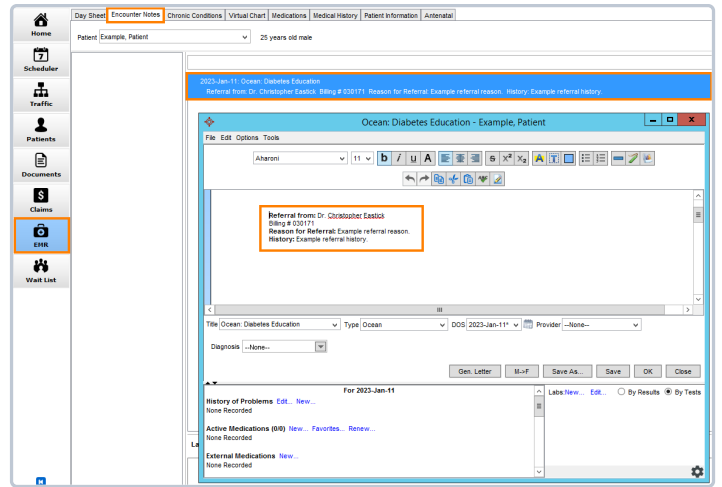 Home
Scheduler
Traffic
Patients
Documents
Claims
EMR
Wait List
Day Sheet Encounter Notes Chronic Conditions Virtual Chart Medications Medical History Patient Information Antenatal
Patient Example, Patient 25 years old male
2023-Jan-11: Ocean: Diabetes Education
Referral from: Dr. Christopher Eastick Billing # 030171 Reason for Referral: Example referral reason. History: Example referral history.
Ocean: Diabetes Education - Example, Patient
File Edit Options Tools
Aharoni 11 b i U A S X² X₂ A T
Referral from: Dr. Christopher Eastick
Billing # 030171
Reason for Referral: Example referral reason.
History: Example referral history.
Title Ocean: Diabetes Education Type Ocean DOS 2023-Jan-11* Provider --None--
Diagnosis --None--
Gen. Letter M->F Save As... Save OK Close
For 2023-Jan-11
History of Problems Edit... New...
None Recorded
Active Medications (0/0) New... Favorites... Renew...
None Recorded
External Medications New...
None Recorded
Labs: New... Edit... By Results By Tests
La